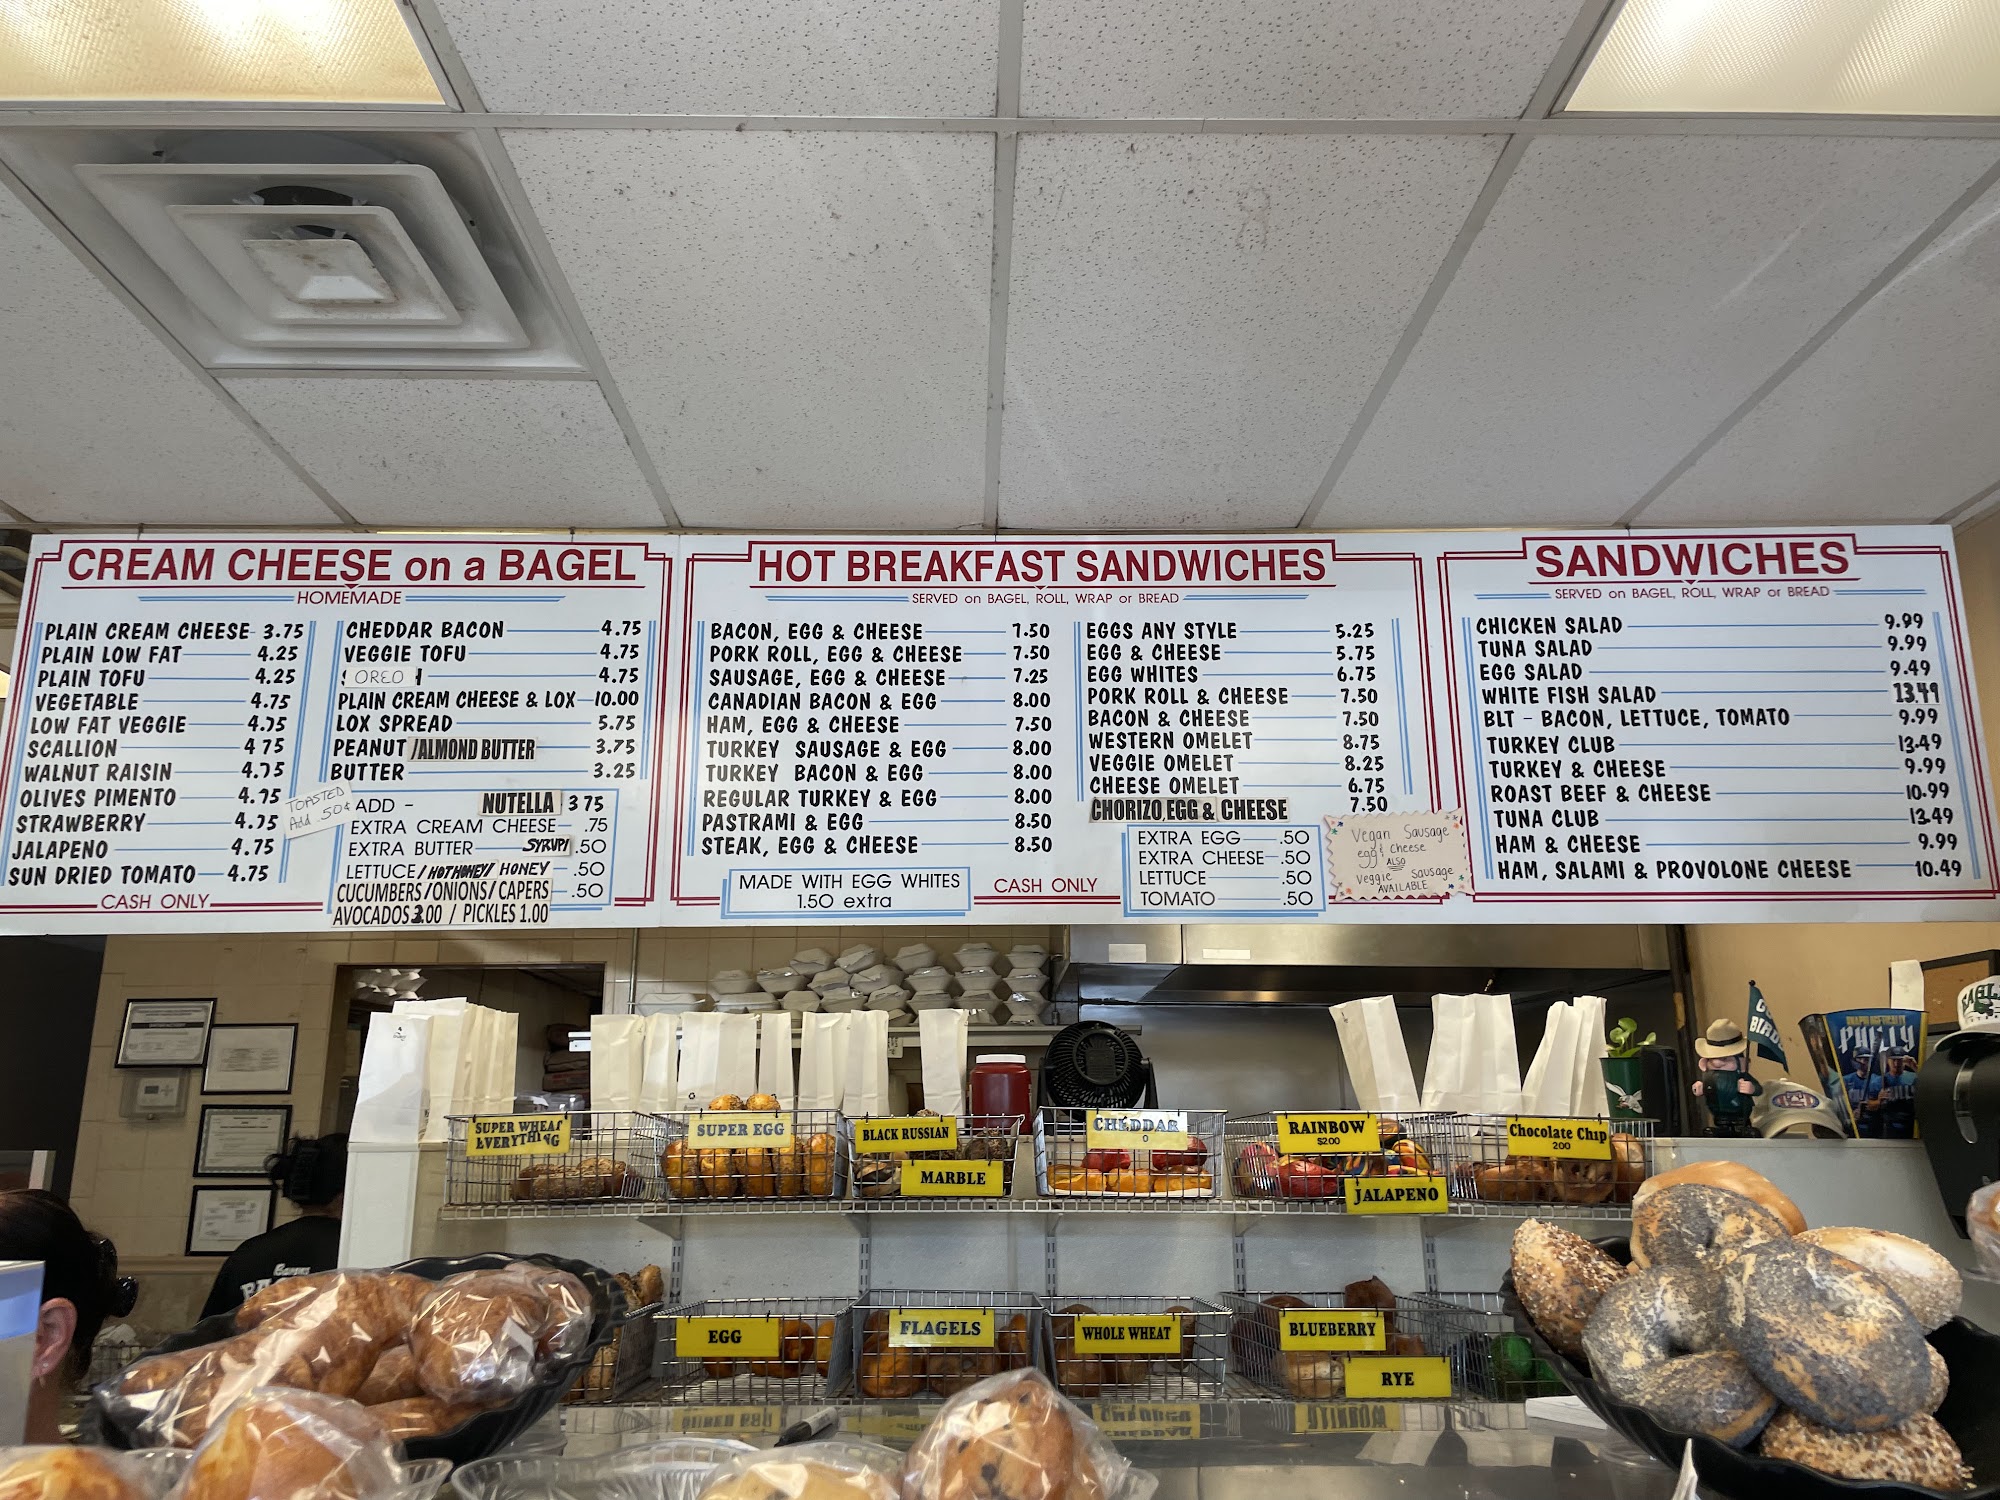 CREAM CHEESE on a BAGEL
HOMEMADE
PLAIN CREAM CHEESE 3.75
PLAIN LOW FAT 4.25
PLAIN TOFU 4.25
VEGETABLE 4.75
LOW FAT VEGGIE 4.75
SCALLION 4 75
WALNUT RAISIN 4.75
OLIVES PIMENTO 4.75
STRAWBERRY 4.75
JALAPENO 4.75
SUN DRIED TOMATO 4.75
CASH ONLY
CHEDDAR BACON 4.75
VEGGIE TOFU 4.75
OREO 4.75
PLAIN CREAM CHEESE & LOX 10.00
LOX SPREAD 5.75
PEANUT /ALMOND BUTTER 3.75
BUTTER 3.25
TOASTED
Add .50¢
ADD - NUTELLA 3 75
EXTRA CREAM CHEESE .75
EXTRA BUTTER SYRUP/ .50
LETTUCE / HOT HONEY/ HONEY .50
CUCUMBERS/ONIONS/CAPERS .50
AVOCADOS 3.00 / PICKLES 1.00
HOT BREAKFAST SANDWICHES
SERVED on BAGEL, ROLL, WRAP or BREAD
BACON, EGG & CHEESE 7.50
PORK ROLL, EGG & CHEESE 7.50
SAUSAGE, EGG & CHEESE 7.25
CANADIAN BACON & EGG 8.00
HAM, EGG & CHEESE 7.50
TURKEY SAUSAGE & EGG 8.00
TURKEY BACON & EGG 8.00
REGULAR TURKEY & EGG 8.00
PASTRAMI & EGG 8.50
STEAK, EGG & CHEESE 8.50
MADE WITH EGG WHITES
1.50 extra
CASH ONLY
EGGS ANY STYLE 5.25
EGG & CHEESE 5.75
EGG WHITES 6.75
PORK ROLL & CHEESE 7.50
BACON & CHEESE 7.50
WESTERN OMELET 8.75
VEGGIE OMELET 8.25
CHEESE OMELET 6.75
CHORIZO,EGG & CHEESE 7.50
EXTRA EGG .50
EXTRA CHEESE .50
LETTUCE .50
TOMATO .50
Vegan Sausage
egg & Cheese
ALSO
Veggie Sausage
AVAILABLE
SANDWICHES
SERVED on BAGEL, ROLL, WRAP or BREAD
CHICKEN SALAD 9.99
TUNA SALAD 9.99
EGG SALAD 9.49
WHITE FISH SALAD 13.49
BLT - BACON, LETTUCE, TOMATO 9.99
TURKEY CLUB 13.49
TURKEY & CHEESE 9.99
ROAST BEEF & CHEESE 10.99
TUNA CLUB 13.49
HAM & CHEESE 9.99
HAM, SALAMI & PROVOLONE CHEESE 10.49
EAGLES
GO
BIRDS
PHILLY
SUPER WHEAT
EVERYTHING
SUPER EGG
BLACK RUSSIAN
MARBLE
CHEDDAR
RAINBOW
$200
JALAPENO
Chocolate Chip
200
EGG
FLAGELS
WHOLE WHEAT
BLUEBERRY
RYE